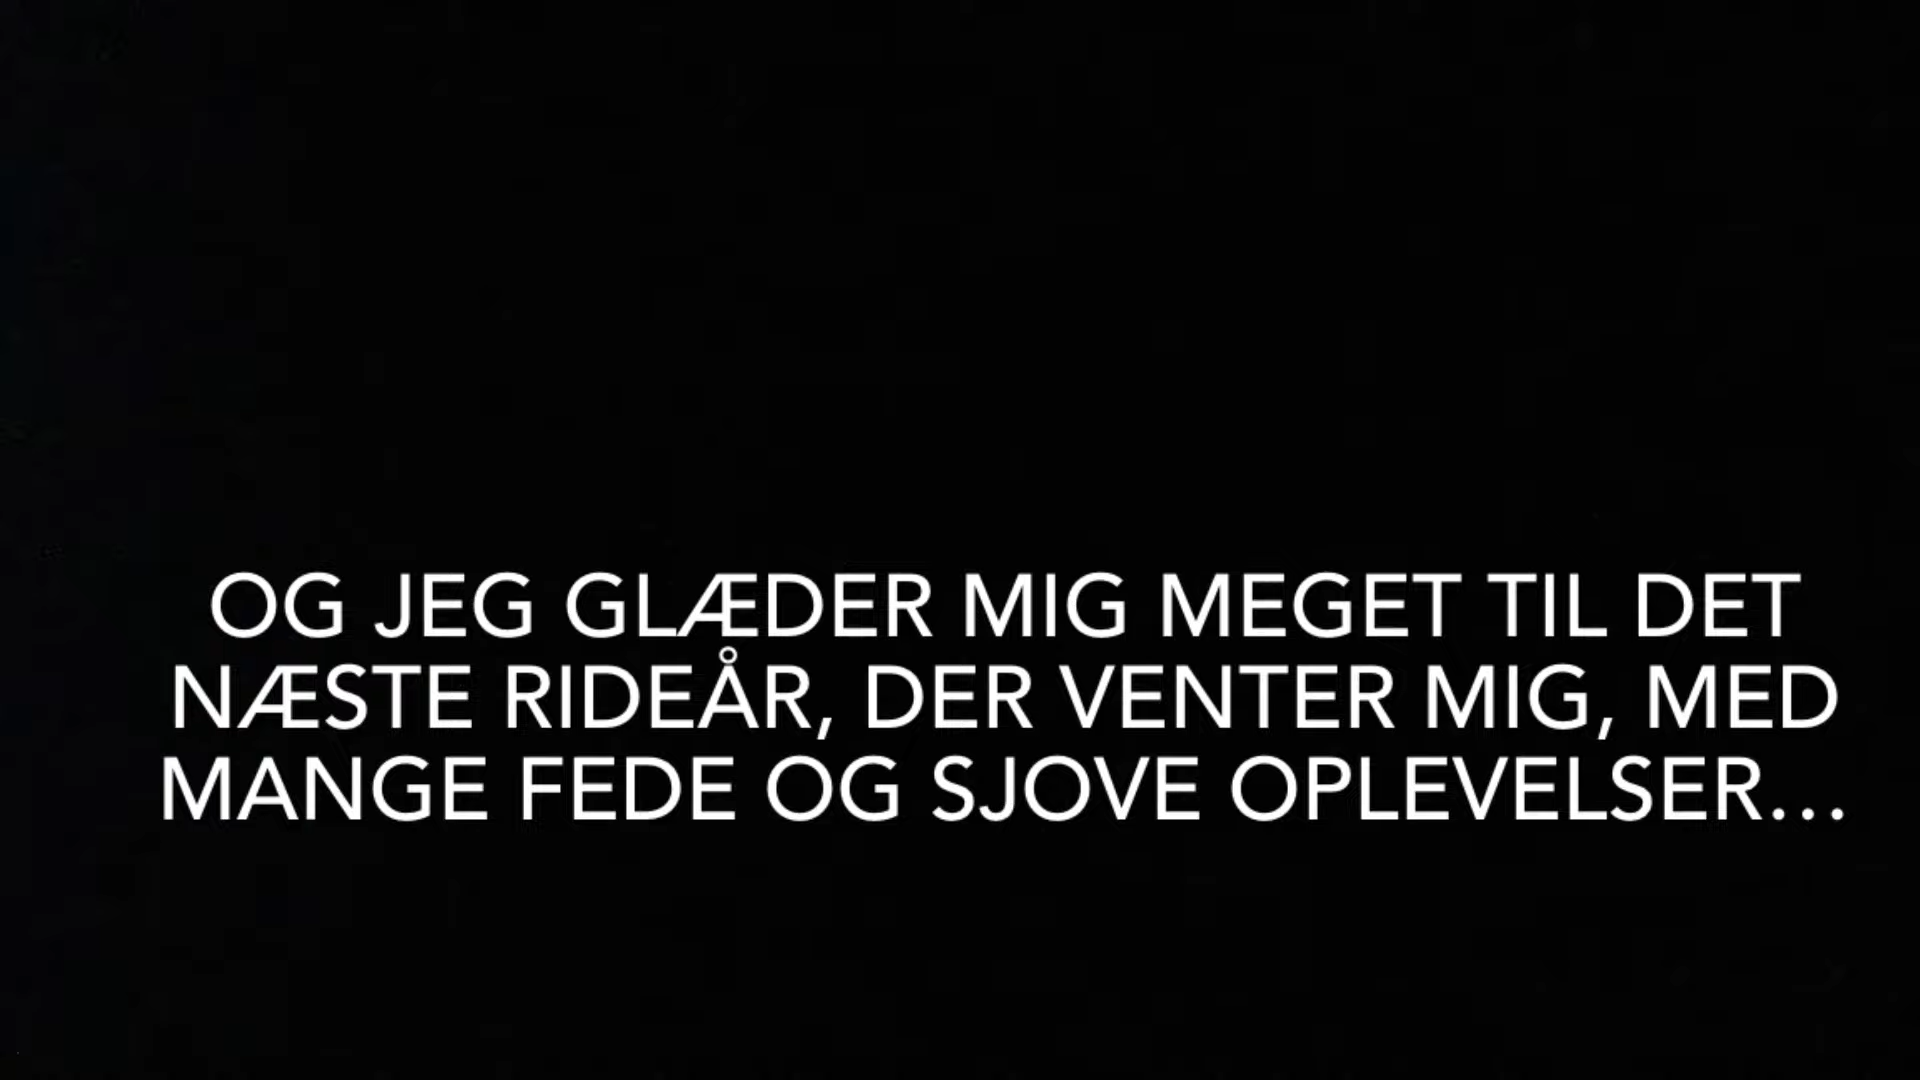 OG JEG GLÆDER MIG MEGET TIL DET
NÆSTE RIDEÅR, DER VENTER MIG, MED
MANGE FEDE OG SJOVE OPLEVELSER...